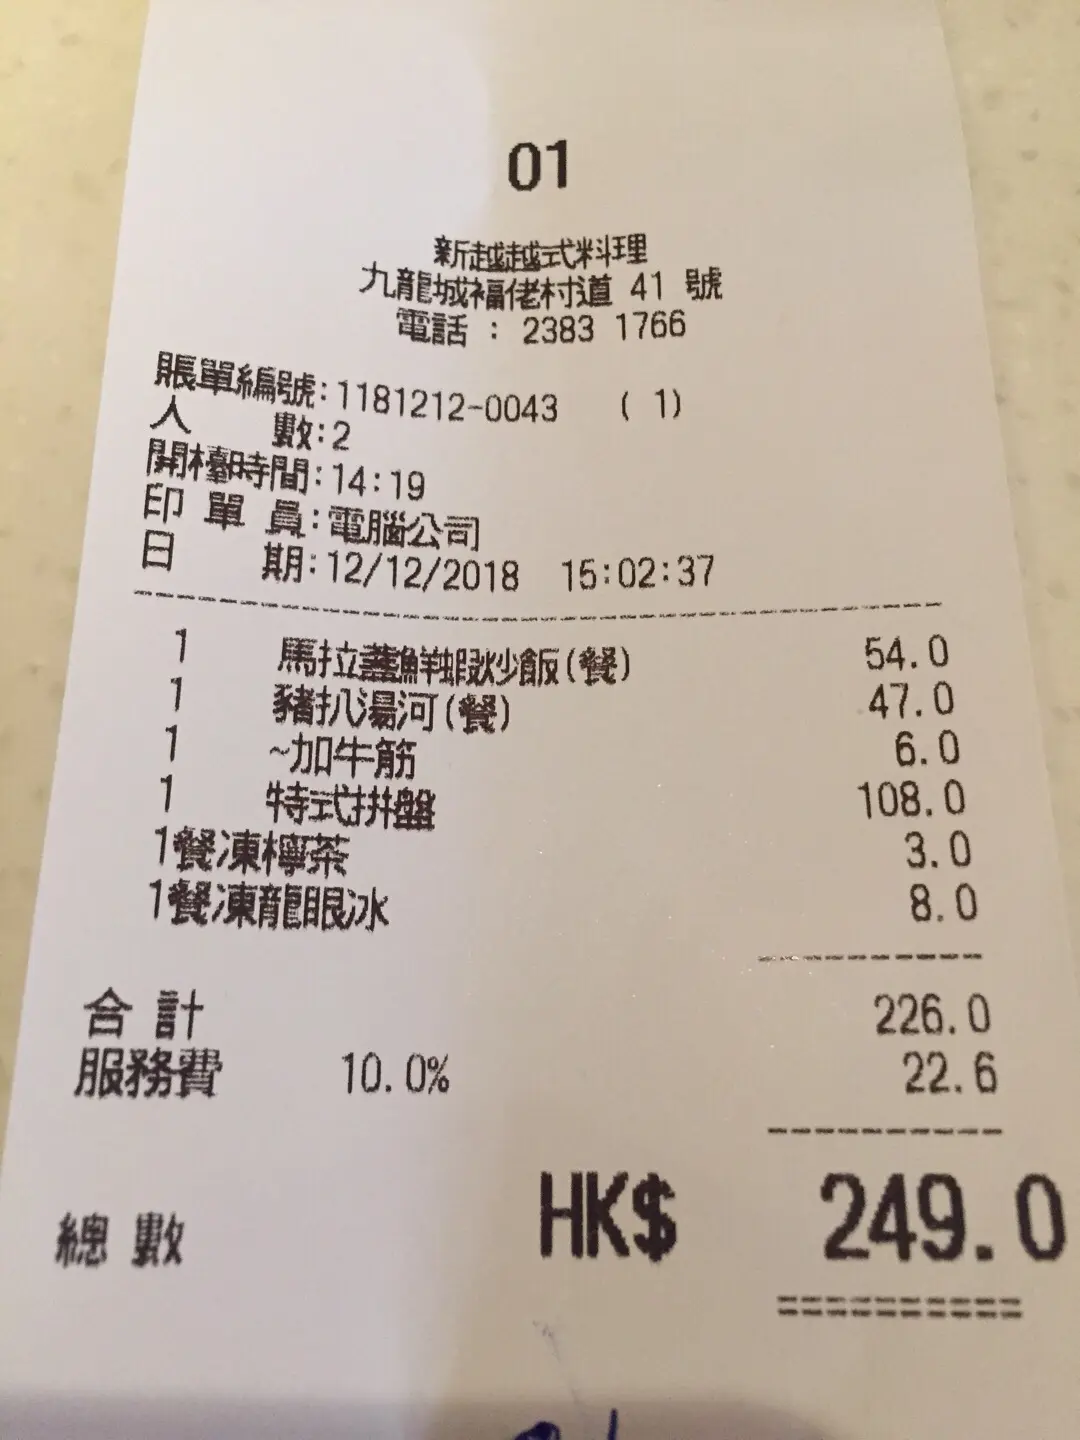 01
新越越式料理
九龍城福佬村道 41 號
電話 : 2383 1766
賬單編號:1181212-0043 ( 1)
人 數:2
開檯時間:14:19
印 單 員:電腦公司
日 期:12/12/2018 15:02:37
1 馬拉盞鮮蝦炒飯(餐) 54.0
1 豬扒湯河(餐) 47.0
1 ~加牛筋 6.0
1 特式拼盤 108.0
1餐凍檸茶 3.0
1餐凍龍眼冰 8.0
合 計 226.0
服務費 10.0% 22.6
總 數 HK$ 249.0